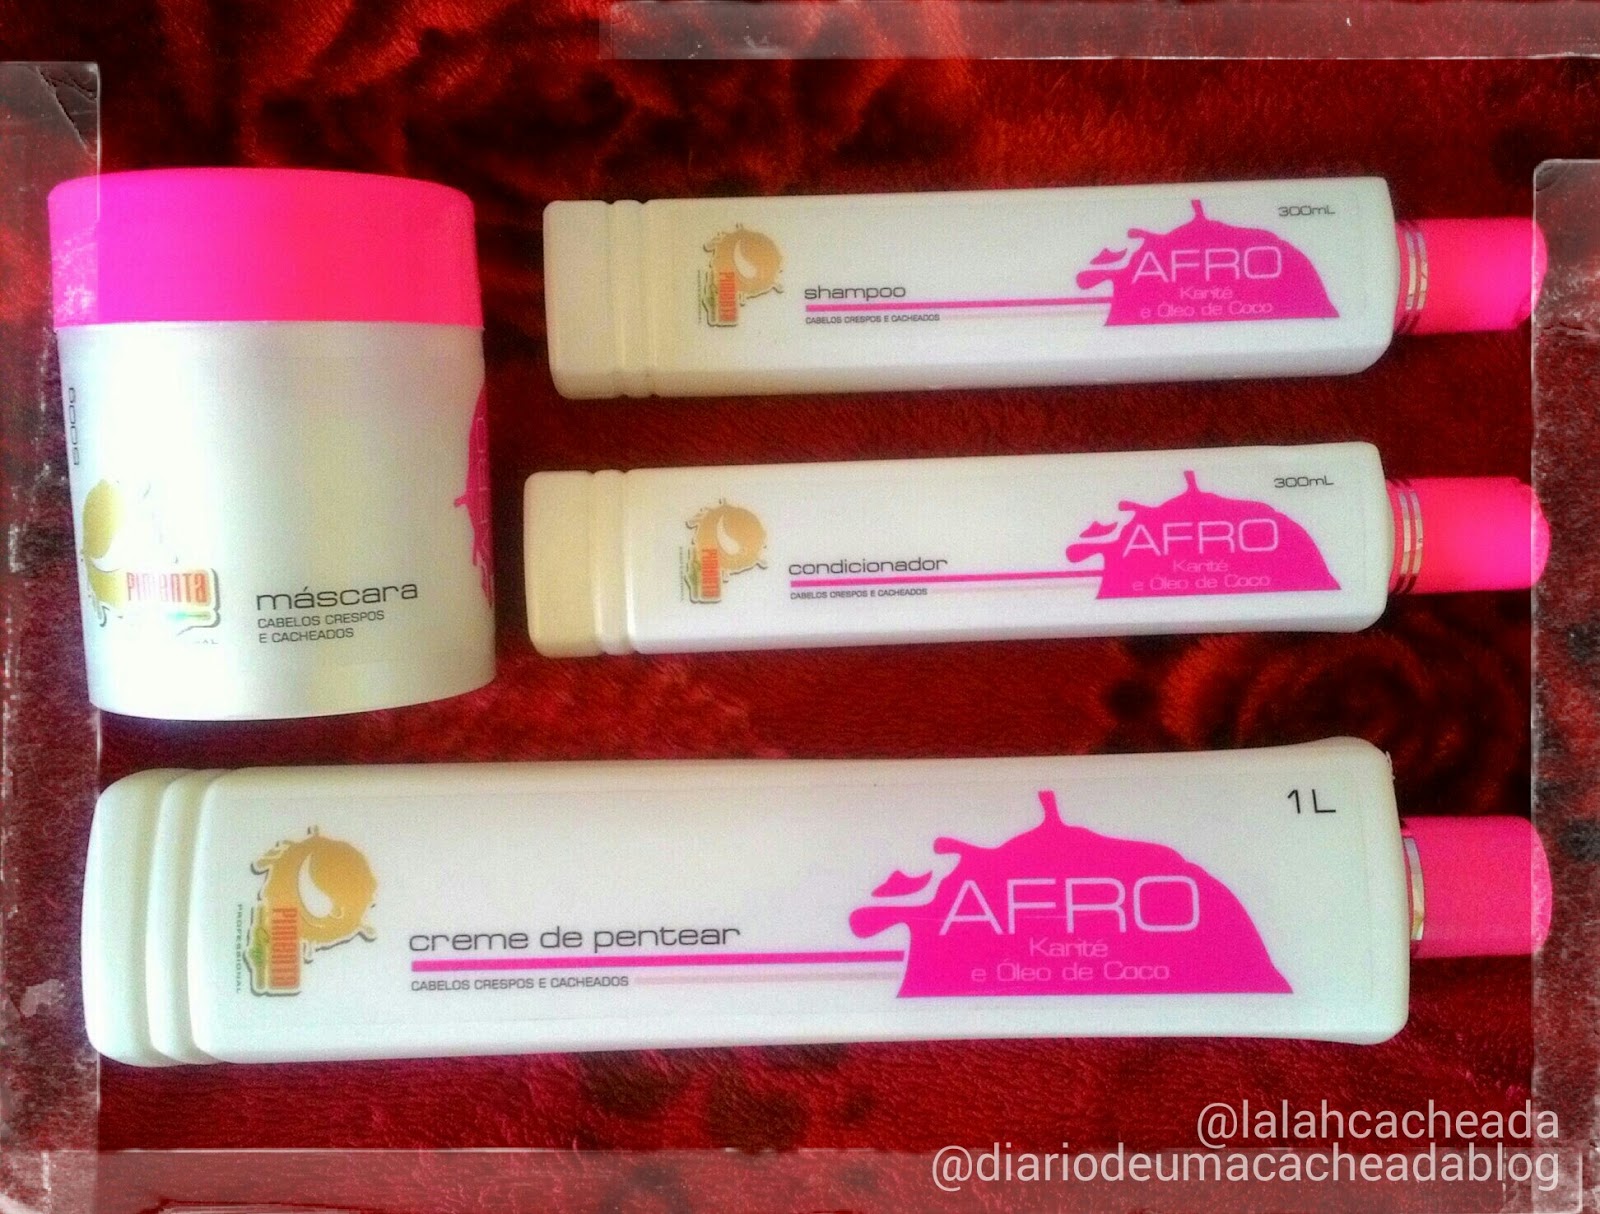 500g
PIMENTA
máscara
CABELOS CRESPOS
E CACHEADOS
300mL
PIMENTA
shampoo
CABELOS CRESPOS E CACHEADOS
AFRO
Karité
e Óleo de Coco
300mL
PIMENTA
condicionador
CABELOS CRESPOS E CACHEADOS
AFRO
Karité
e Óleo de Coco
1L
PIMENTA
PROFESSIONAL
creme de pentear
CABELOS CRESPOS E CACHEADOS
AFRO
Karité
e Óleo de Coco
@lalahcacheada
@diariodeumacacheadablog